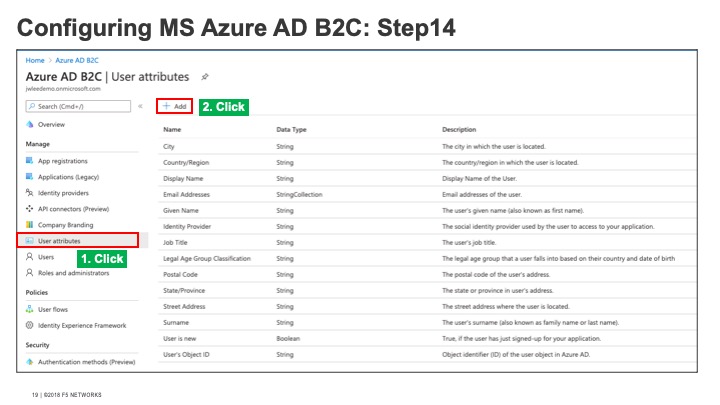 Configuring MS Azure AD B2C: Step14
Home > Azure AD B2C
Azure AD B2C | User attributes
jwleedemo.onmicrosoft.com
Search (Cmd+/)
«
+ Add
2. Click
Overview
Manage
App registrations
Applications (Legacy)
Identity providers
API connectors (Preview)
Company Branding
User attributes
Users
1. Click
Roles and administrators
Policies
User flows
Identity Experience Framework
Security
Authentication methods (Preview)
Name Data Type Description
City String The city in which the user is located.
Country/Region String The country/region in which the user is located.
Display Name String Display Name of the User.
Email Addresses StringCollection Email addresses of the user.
Given Name String The user's given name (also known as first name).
Identity Provider String The social identity provider used by the user to access to your application.
Job Title String The user's job title.
Legal Age Group Classification String The legal age group that a user falls into based on their country and date of birth
Postal Code String The postal code of the user's address.
State/Province String The state or province in user's address.
Street Address String The street address where the user is located.
Surname String The user's surname (also known as family name or last name).
User is new Boolean True, if the user has just signed-up for your application.
User's Object ID String Object identifier (ID) of the user object in Azure AD.
19 | ©2018 F5 NETWORKS